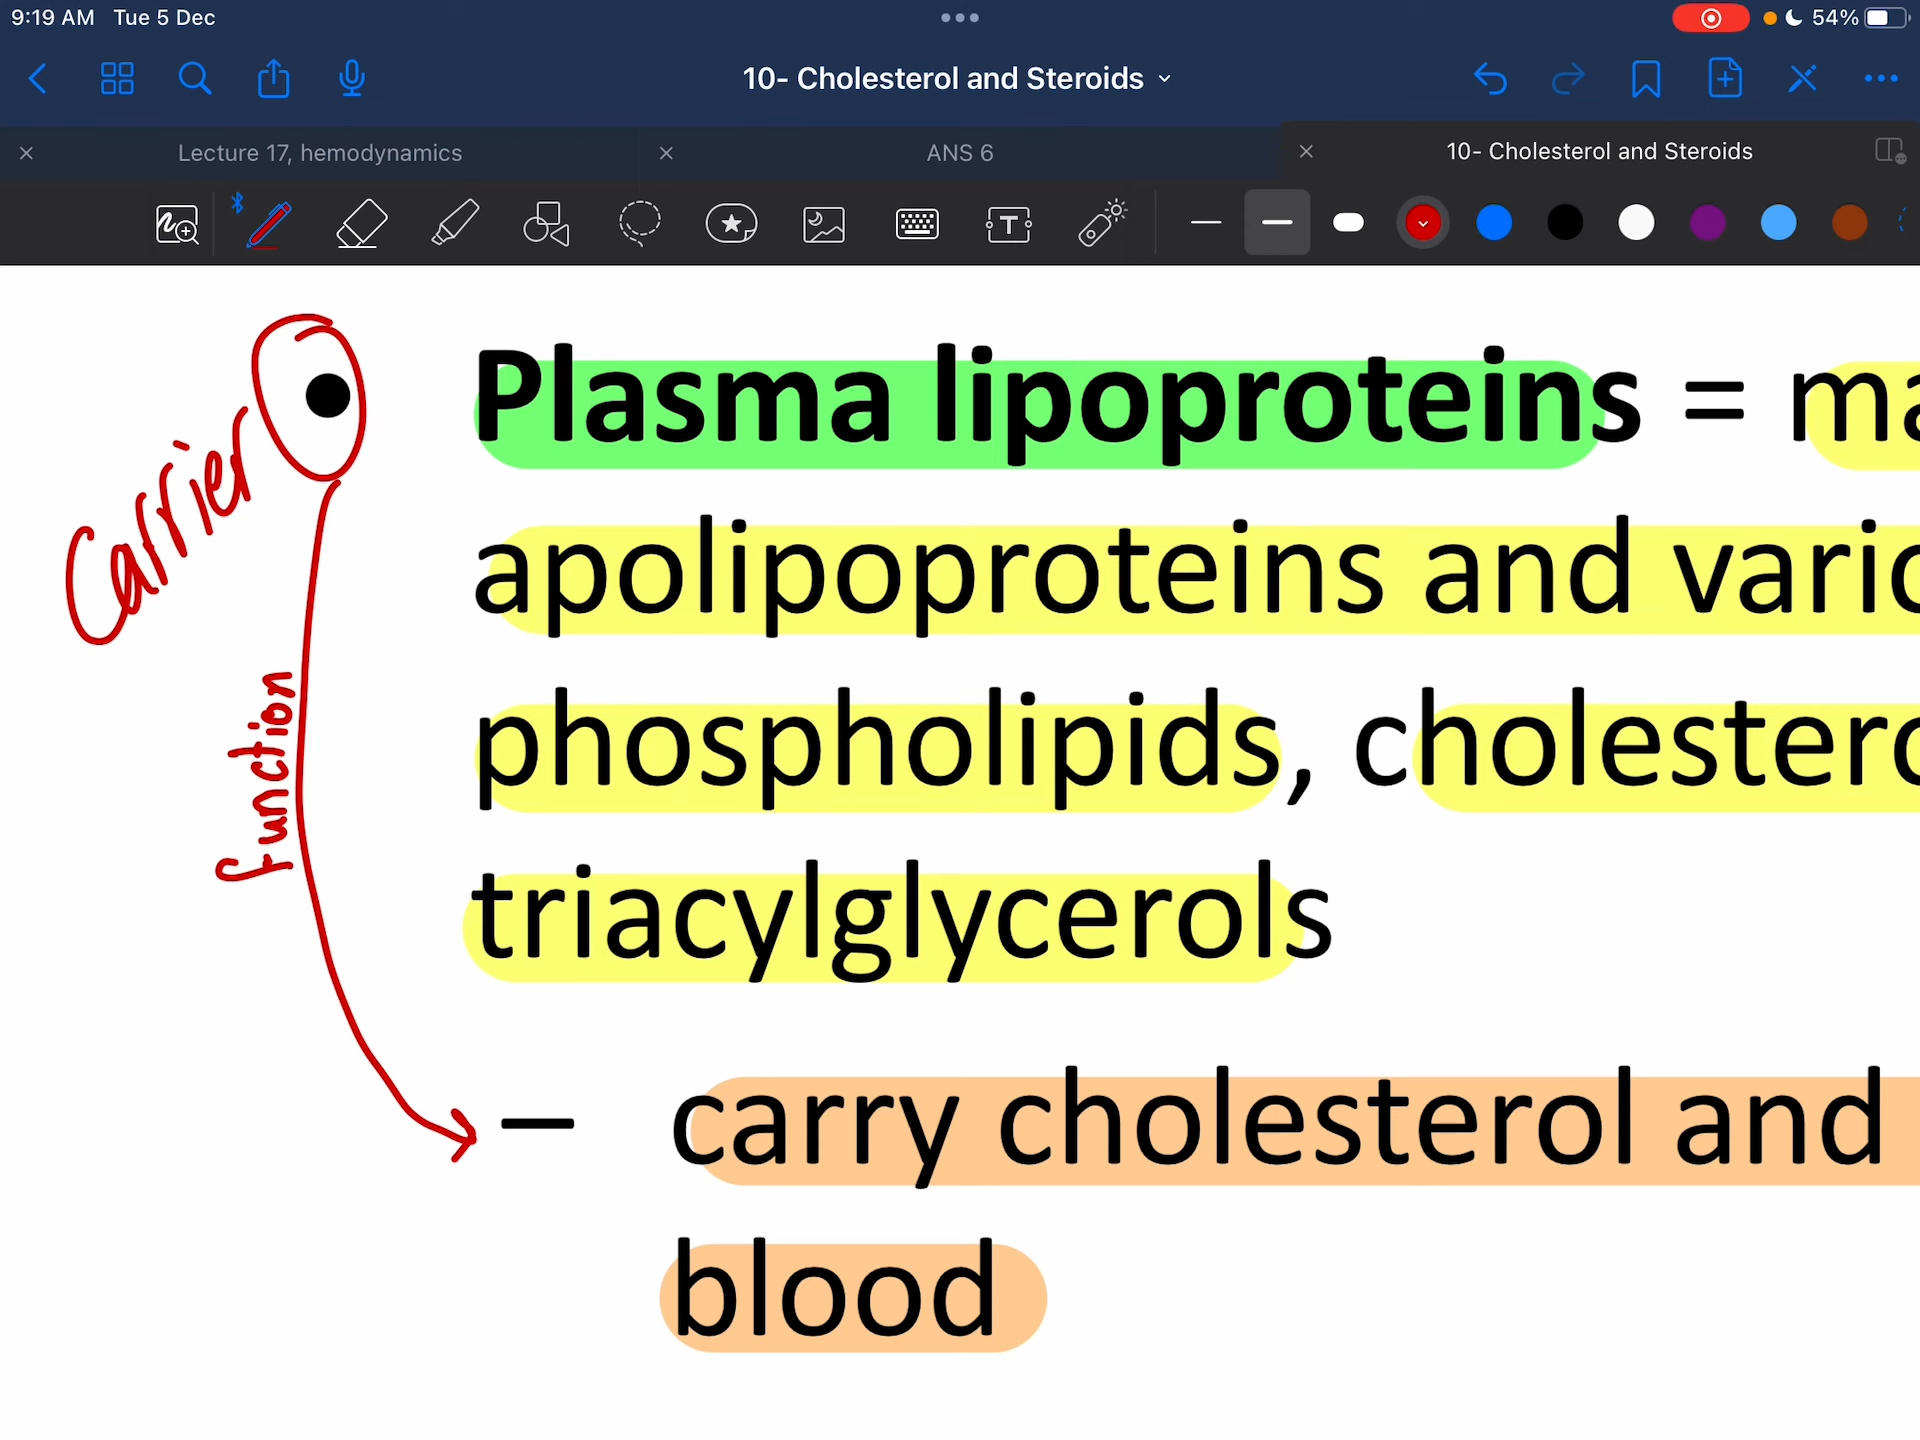 9:19 AM Tue 5 Dec
54%
10- Cholesterol and Steroids
Lecture 17, hemodynamics
ANS 6
10- Cholesterol and Steroids
Plasma lipoproteins = ma
Carrier
apolipoproteins and vario
function
phospholipids, cholestero
triacylglycerols
– carry cholesterol and
blood